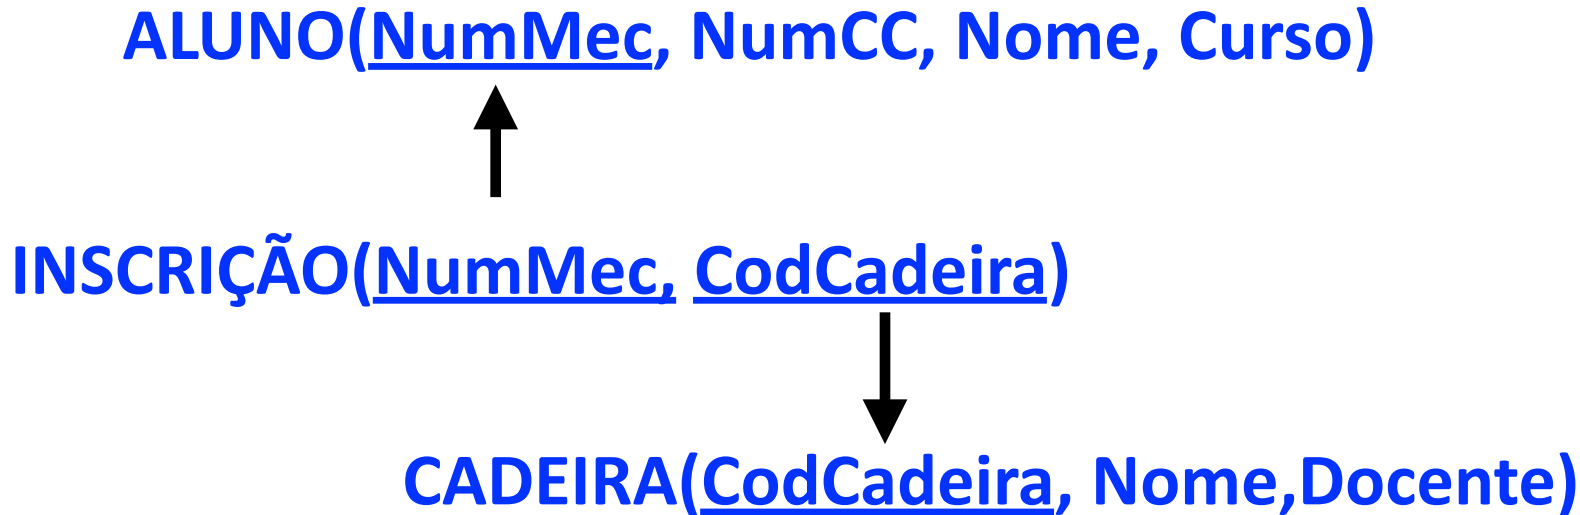 ALUNO(NumMec, NumCC, Nome, Curso)
INSCRIÇÃO(NumMec, CodCadeira)
CADEIRA(CodCadeira, Nome,Docente)